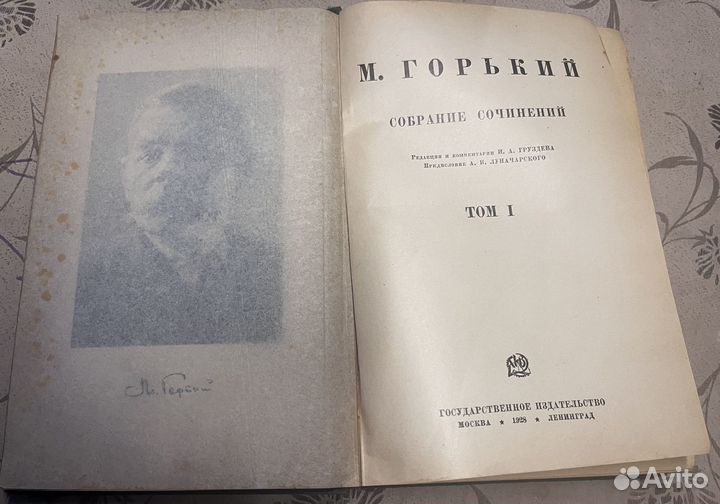 М. Горький
М. ГОРЬКИЙ
СОБРАНИЕ СОЧИНЕНИЙ
Редакция и комментарии И. А. ГРУЗДЕВА
Предисловие А. В. ЛУНАЧАРСКОГО
ТОМ I
ГОСУДАРСТВЕННОЕ ИЗДАТЕЛЬСТВО
МОСКВА ★ 1928 ★ ЛЕНИНГРАД
Avito